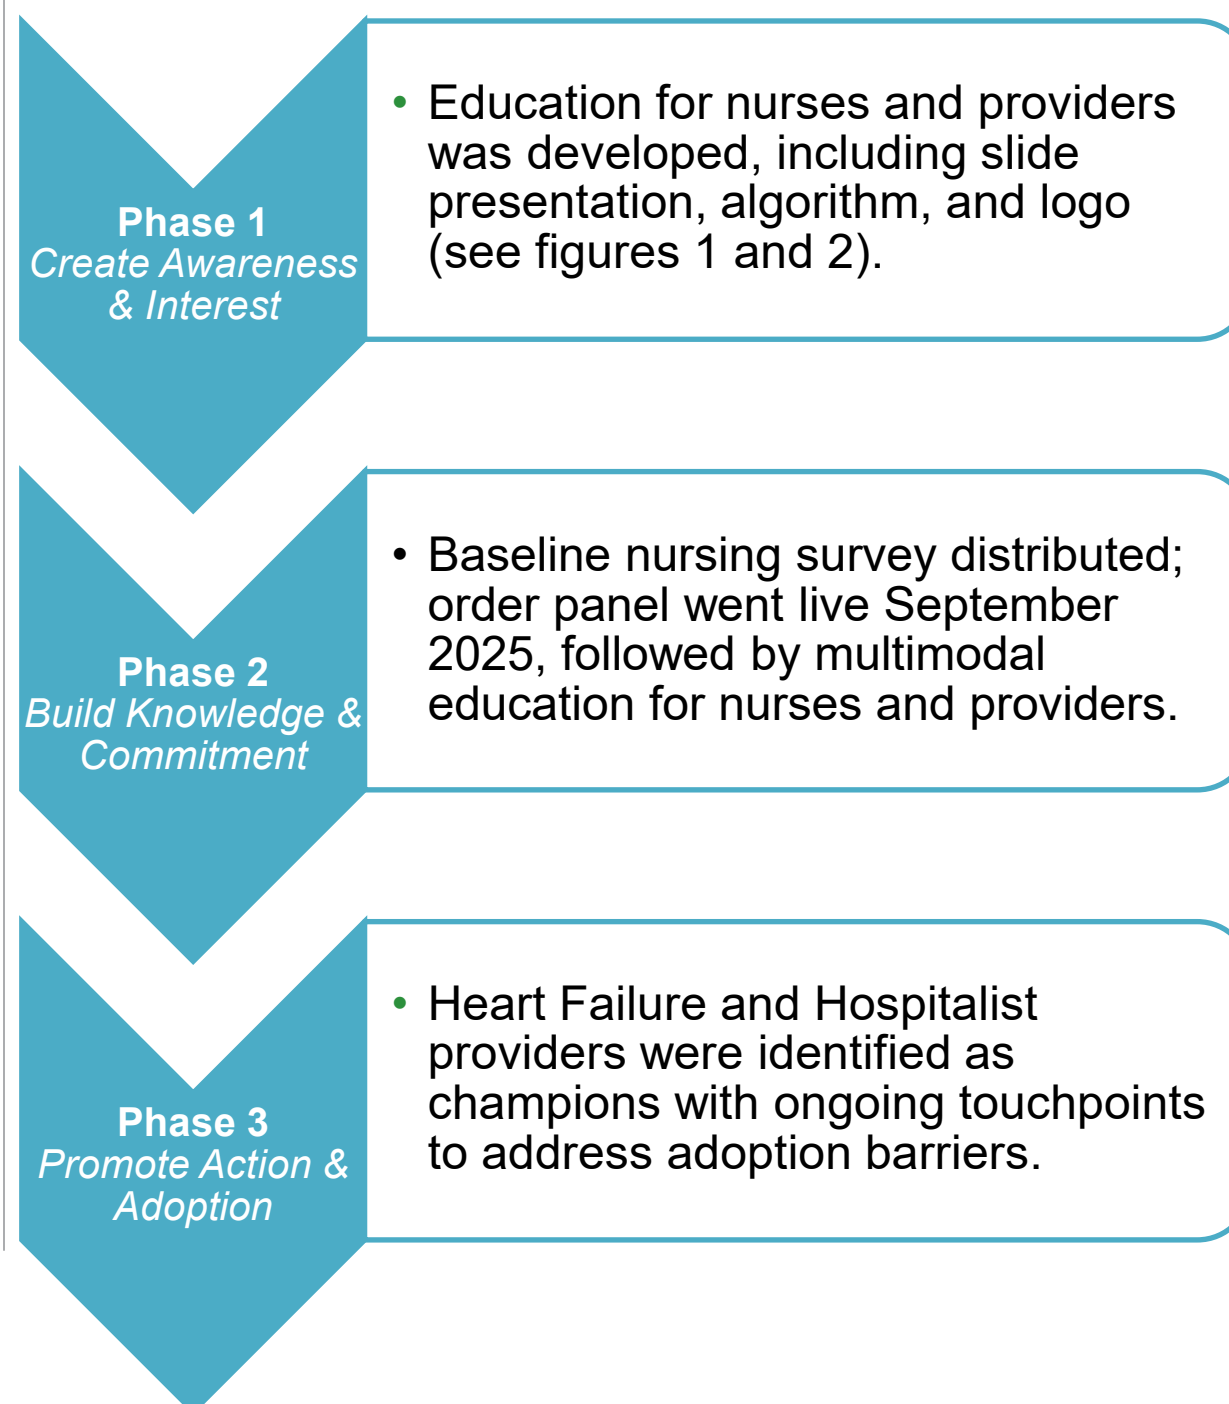 Phase 1
Create Awareness
& Interest
• Education for nurses and providers
was developed, including slide
presentation, algorithm, and logo
(see figures 1 and 2).
Phase 2
Build Knowledge &
Commitment
• Baseline nursing survey distributed;
order panel went live September
2025, followed by multimodal
education for nurses and providers.
Phase 3
Promote Action &
Adoption
• Heart Failure and Hospitalist
providers were identified as
champions with ongoing touchpoints
to address adoption barriers.